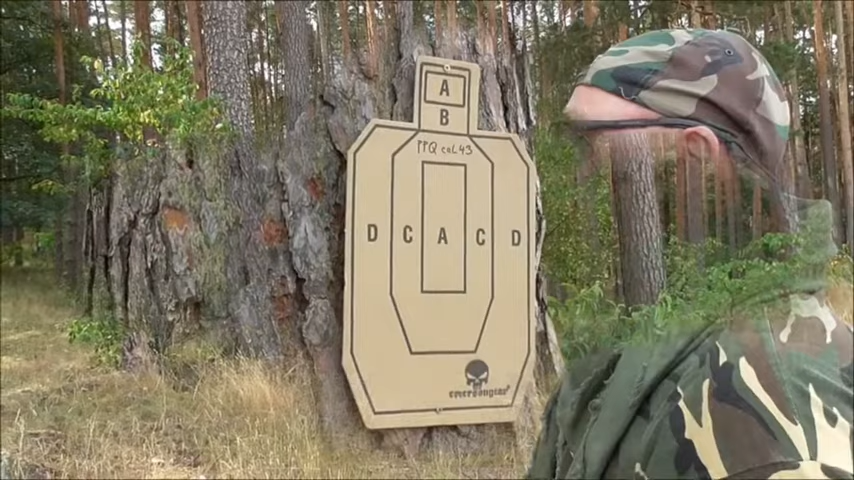 A
B
PPQ cal.43
D C A C D
emersongear